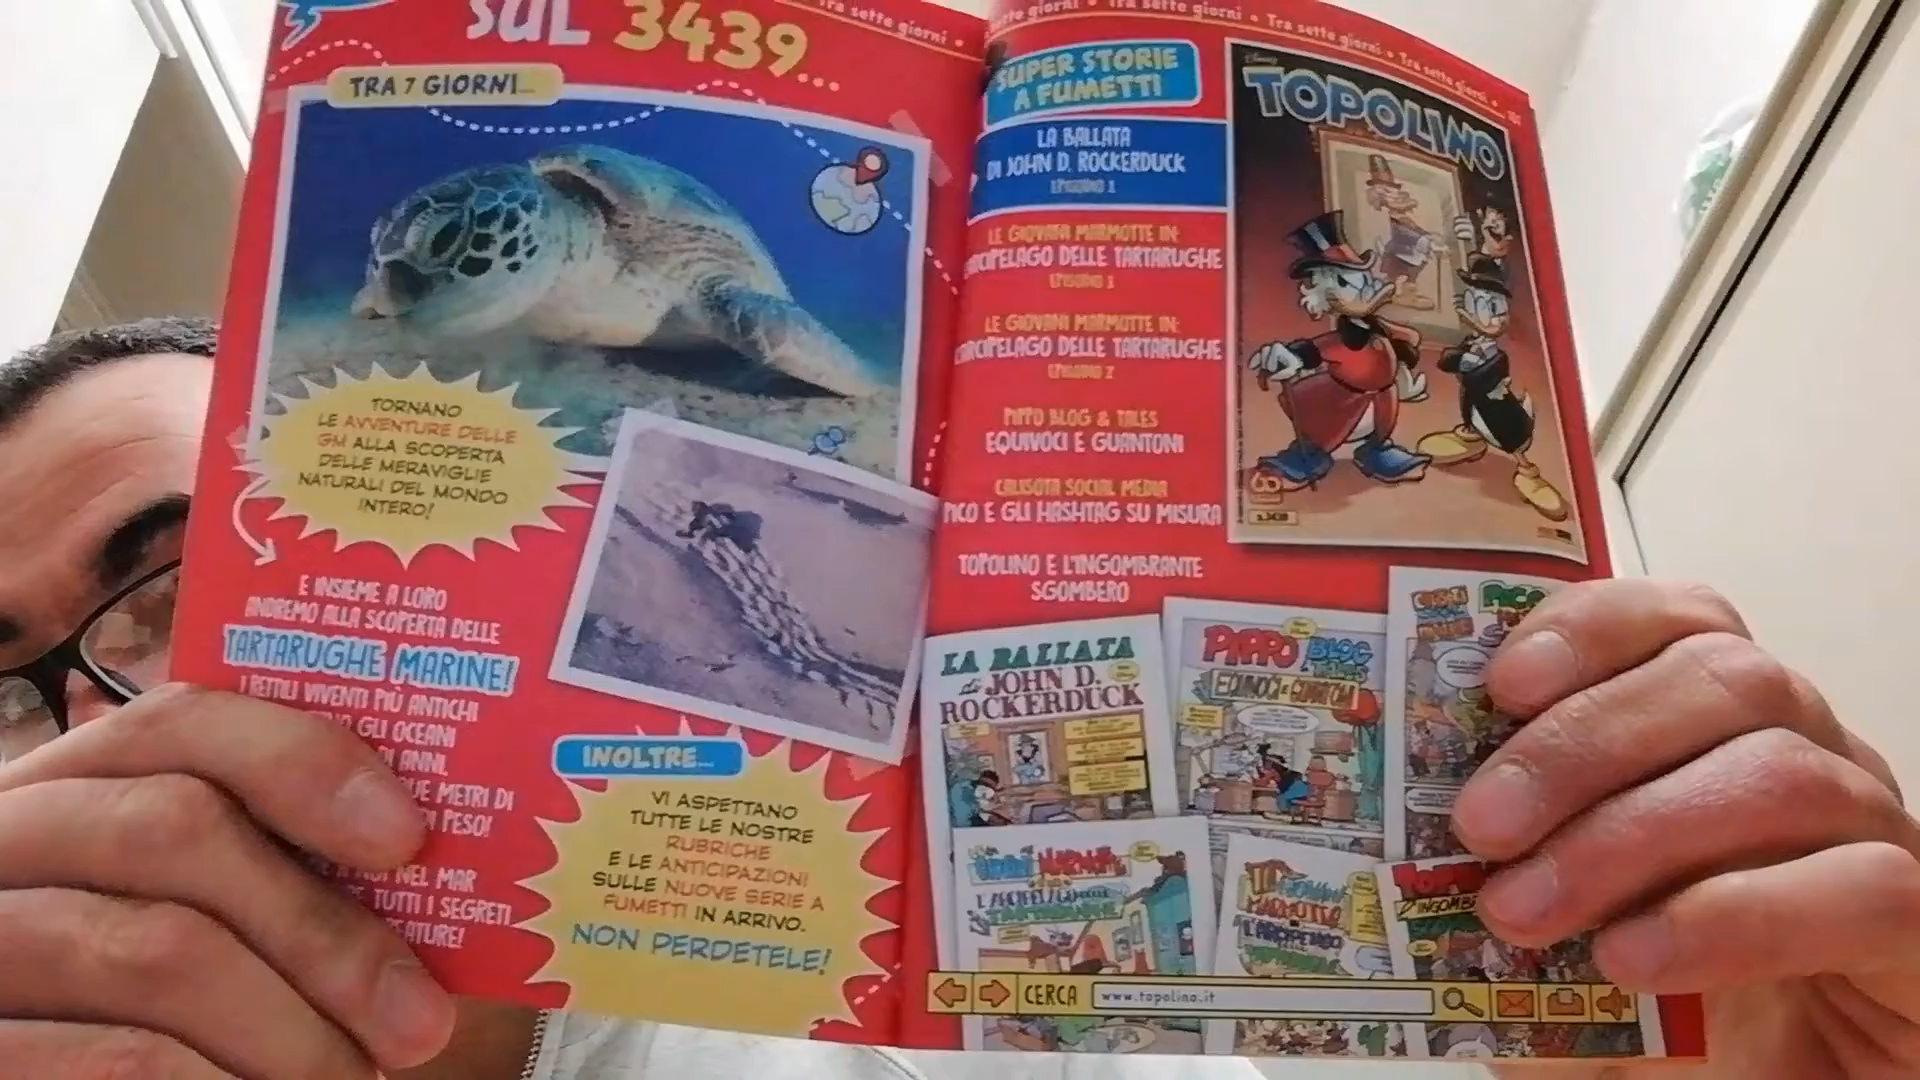 SUL 3439...
TRA 7 GIORNI...
TORNANO
LE AVVENTURE DELLE
GM ALLA SCOPERTA
DELLE MERAVIGLIE
NATURALI DEL MONDO
INTERO!
E INSIEME A LORO
ANDREMO ALLA SCOPERTA DELLE
TARTARUGHE MARINE!
I RETTILI VIVENTI PIÙ ANTICHI
GLI OCEANI
DI ANNI,
METRI DI
PESO!
NEL MAR
TUTTI I SEGRETI
INOLTRE...
VI ASPETTANO
TUTTE LE NOSTRE
RUBRICHE
E LE ANTICIPAZIONI
SULLE NUOVE SERIE A
FUMETTI IN ARRIVO.
NON PERDETELE!
Tra sette giorni •
sette giorni • Tra sette giorni • Tra sette giorni • Tra sette giorni •
SUPER STORIE
A FUMETTI
LA BALLATA
DI JOHN D. ROCKERDUCK
EPISODIO 1
LE GIOVANI MARMOTTE IN:
L'ARCIPELAGO DELLE TARTARUGHE
EPISODIO 1
LE GIOVANI MARMOTTE IN:
L'ARCIPELAGO DELLE TARTARUGHE
EPISODIO 2
PIPPO BLOG & TALES
EQUIVOCI E GUANTONI
CALISOTA SOCIAL MEDIA
PICO E GLI HASHTAG SU MISURA
TOPOLINO E L'INGOMBRANTE
SGOMBERO
Disney
TOPOLINO
LA BALLATA
di JOHN D.
ROCKERDUCK
PIPPO BLOG
EQUIVOCI E GUANTONI
CERCA www.topolino.it